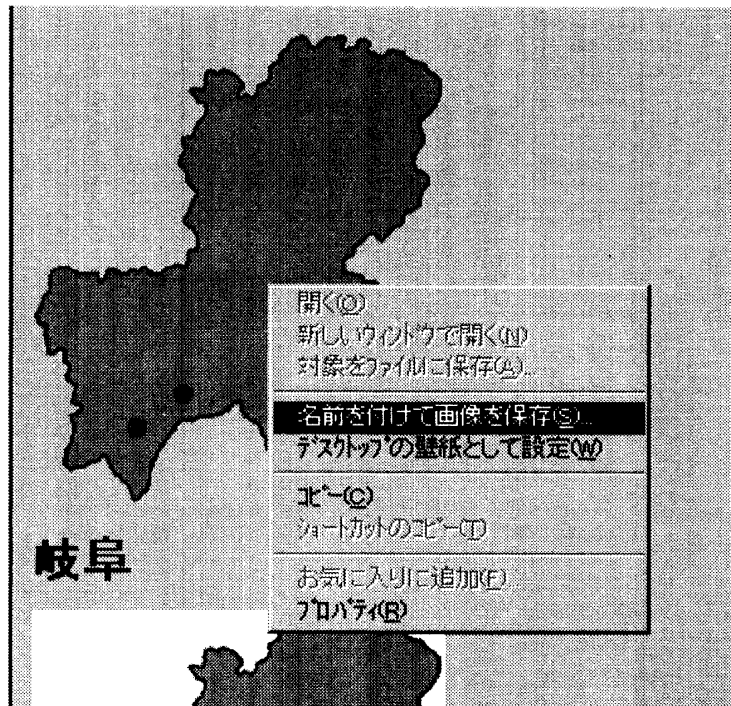 開く(O)
新しいウィンドウで開く(N)
対象をファイルに保存(A)...
名前を付けて画像を保存(S)...
デスクトップの壁紙として設定(W)
コピー(C)
ショートカットのコピー(T)
お気に入りに追加(F)...
プロパティ(R)
岐阜